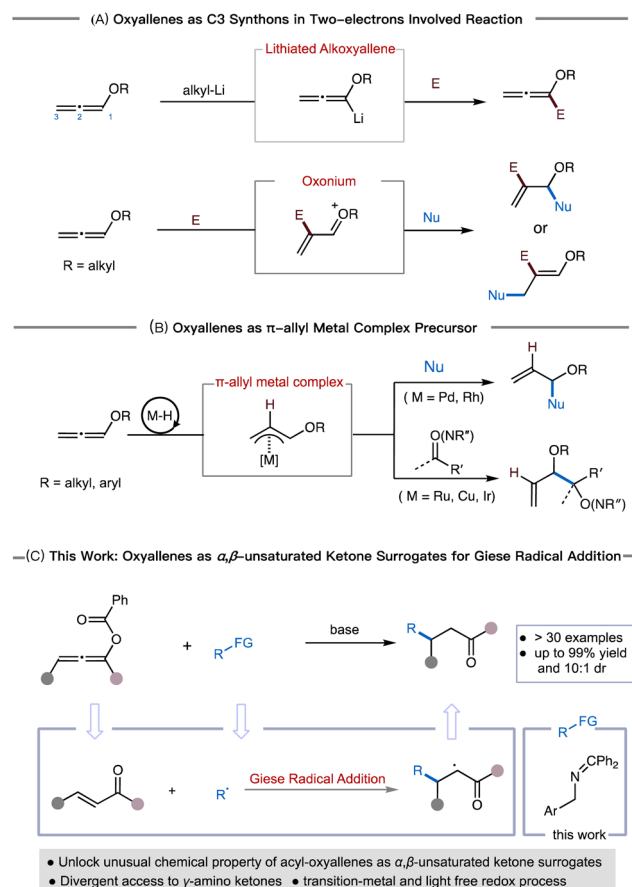 (A) Oxyallenes as C3 Synthons in Two-electrons Involved Reaction
Lithiated Alkoxyallene
OR
3 2 1
alkyl-Li
OR
Li
E
OR
E
Oxonium
OR
R = alkyl
E
E
+
OR
Nu
E OR
Nu
or
E OR
Nu
(B) Oxyallenes as π-allyl Metal Complex Precursor
OR
R = alkyl, aryl
M-H
π-allyl metal complex
H
OR
[M]
Nu
( M = Pd, Rh)
H
OR
Nu
O(NR″)
R′
( M = Ru, Cu, Ir)
OR
H R′
O(NR″)
(C) This Work: Oxyallenes as α,β-unsaturated Ketone Surrogates for Giese Radical Addition
Ph
O
O
+
R FG
base
R
O
● > 30 examples
● up to 99% yield
and 10:1 dr
O
+
R•
Giese Radical Addition
R
O
R FG
N CPh2
Ar
this work
● Unlock unusual chemical property of acyl-oxyallenes as α,β-unsaturated ketone surrogates
● Divergent access to γ-amino ketones ● transition-metal and light free redox process